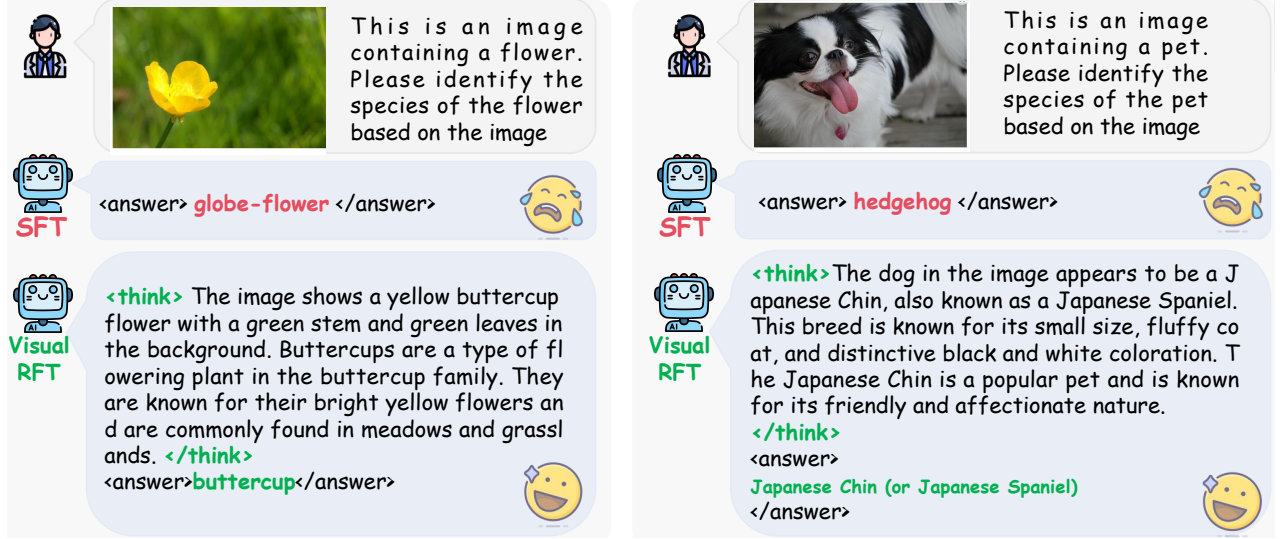 This is an image
containing a flower.
Please identify the
species of the flower
based on the image
AI
SFT
<answer> globe-flower </answer>
AI
Visual
RFT
<think> The image shows a yellow buttercup
flower with a green stem and green leaves in
the background. Buttercups are a type of fl
owering plant in the buttercup family. They
are known for their bright yellow flowers an
d are commonly found in meadows and grassl
ands. </think>
<answer>buttercup</answer>
This is an image
containing a pet.
Please identify the
species of the pet
based on the image
AI
SFT
<answer> hedgehog </answer>
AI
Visual
RFT
<think>The dog in the image appears to be a J
apanese Chin, also known as a Japanese Spaniel.
This breed is known for its small size, fluffy co
at, and distinctive black and white coloration. T
he Japanese Chin is a popular pet and is known
for its friendly and affectionate nature.
</think>
<answer>
Japanese Chin (or Japanese Spaniel)
</answer>